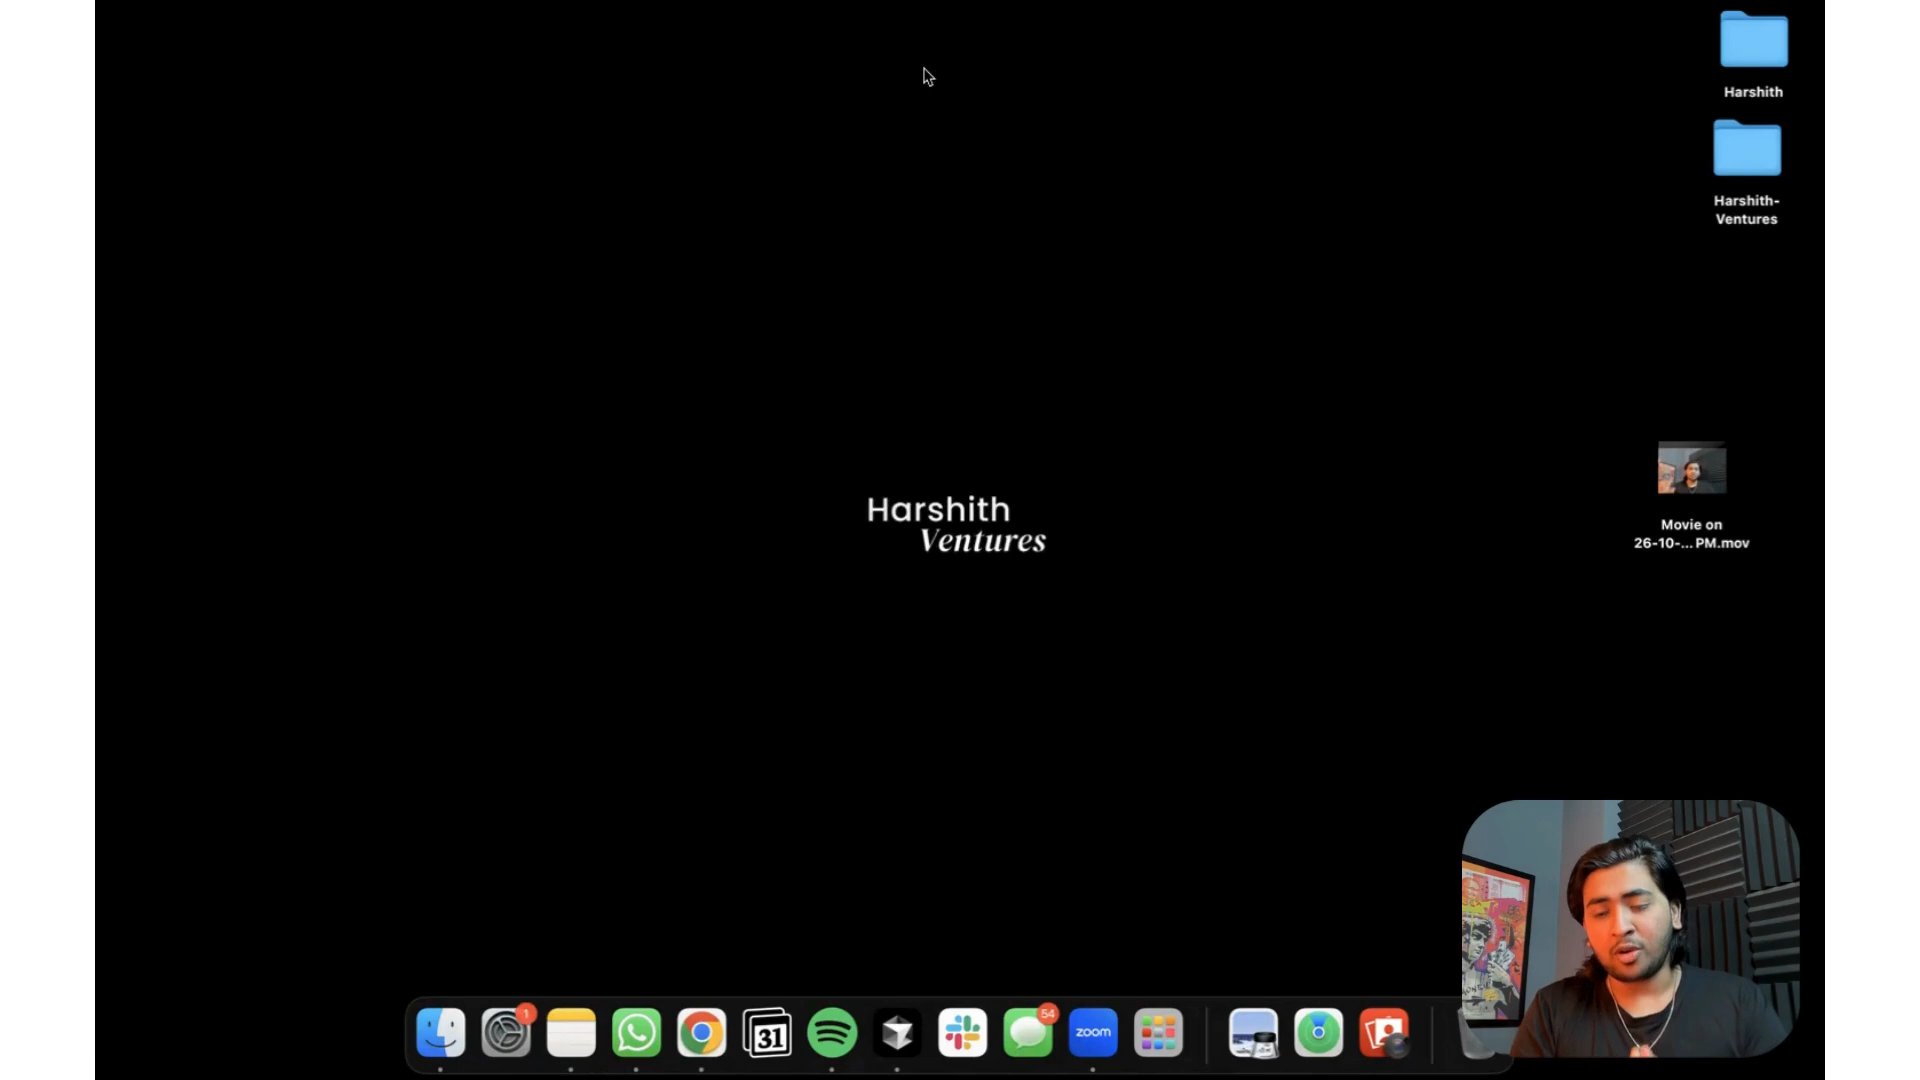 Harshith
Harshith-
Ventures
Harshith
Ventures
Movie on
26-10-... PM.mov
1
31
54
zoom